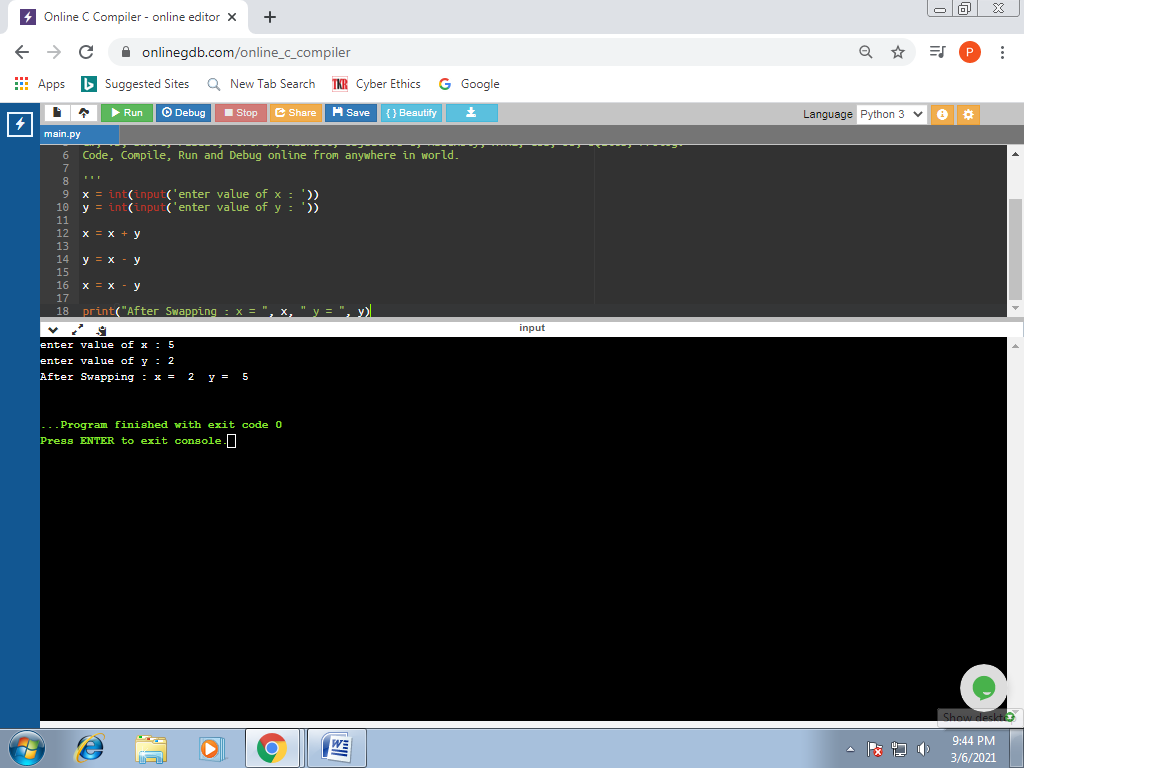 Online C Compiler - online editor
onlinegdb.com/online_c_compiler
P
Apps
Suggested Sites
New Tab Search
TKR Cyber Ethics
G Google
Run
Debug
Stop
Share
Save
{ } Beautify
Language Python 3
main.py
6 Code, Compile, Run and Debug online from anywhere in world.
7
8 '''
9 x = int(input('enter value of x : '))
10 y = int(input('enter value of y : '))
11
12 x = x + y
13
14 y = x - y
15
16 x = x - y
17
18 print("After Swapping : x = ", x, " y = ", y)
input
enter value of x : 5
enter value of y : 2
After Swapping : x =  2  y =  5
...Program finished with exit code 0
Press ENTER to exit console.
Show desktop
9:44 PM
3/6/2021